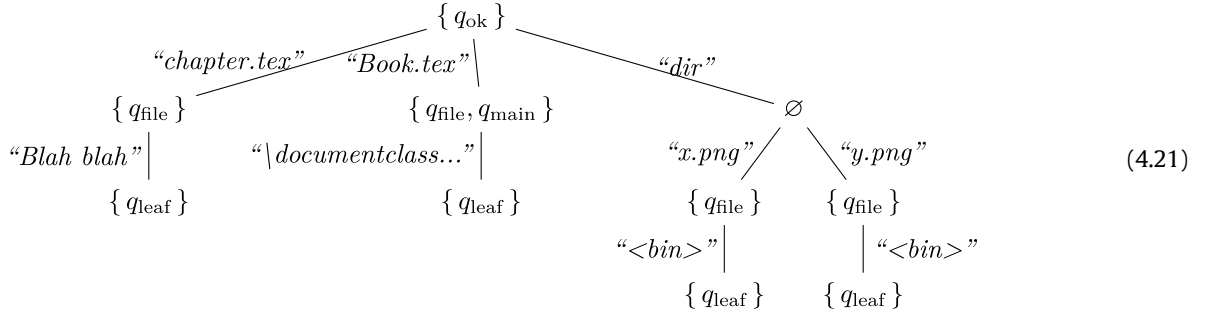 { q_ok }
“chapter.tex” “Book.tex” “dir”
{ q_file } { q_file, q_main } ∅
“Blah blah” “\documentclass...” “x.png” “y.png” (4.21)
{ q_leaf } { q_leaf } { q_file } { q_file }
“<bin>” “<bin>”
{ q_leaf } { q_leaf }